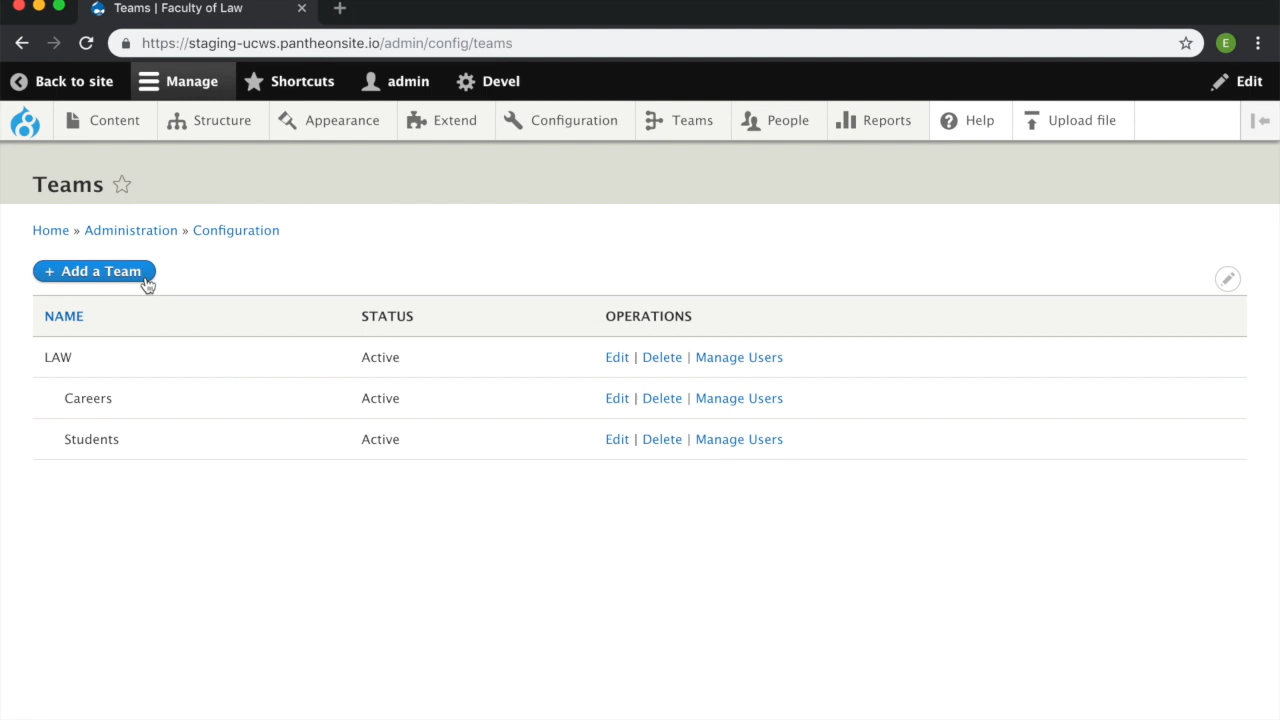 Teams | Faculty of Law
https://staging-ucws.pantheonsite.io/admin/config/teams
E
Back to site Manage Shortcuts admin Devel Edit
Content Structure Appearance Extend Configuration Teams People Reports Help Upload file
Teams
Home » Administration » Configuration
+ Add a Team
NAME STATUS OPERATIONS
LAW Active Edit | Delete | Manage Users
Careers Active Edit | Delete | Manage Users
Students Active Edit | Delete | Manage Users